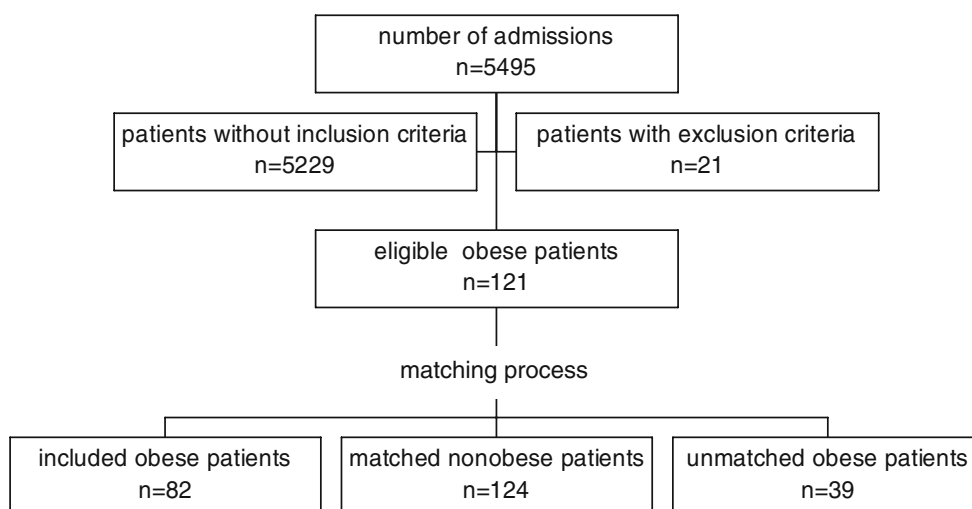 number of admissions
n=5495
patients without inclusion criteria
n=5229
patients with exclusion criteria
n=21
eligible obese patients
n=121
matching process
included obese patients
n=82
matched nonobese patients
n=124
unmatched obese patients
n=39